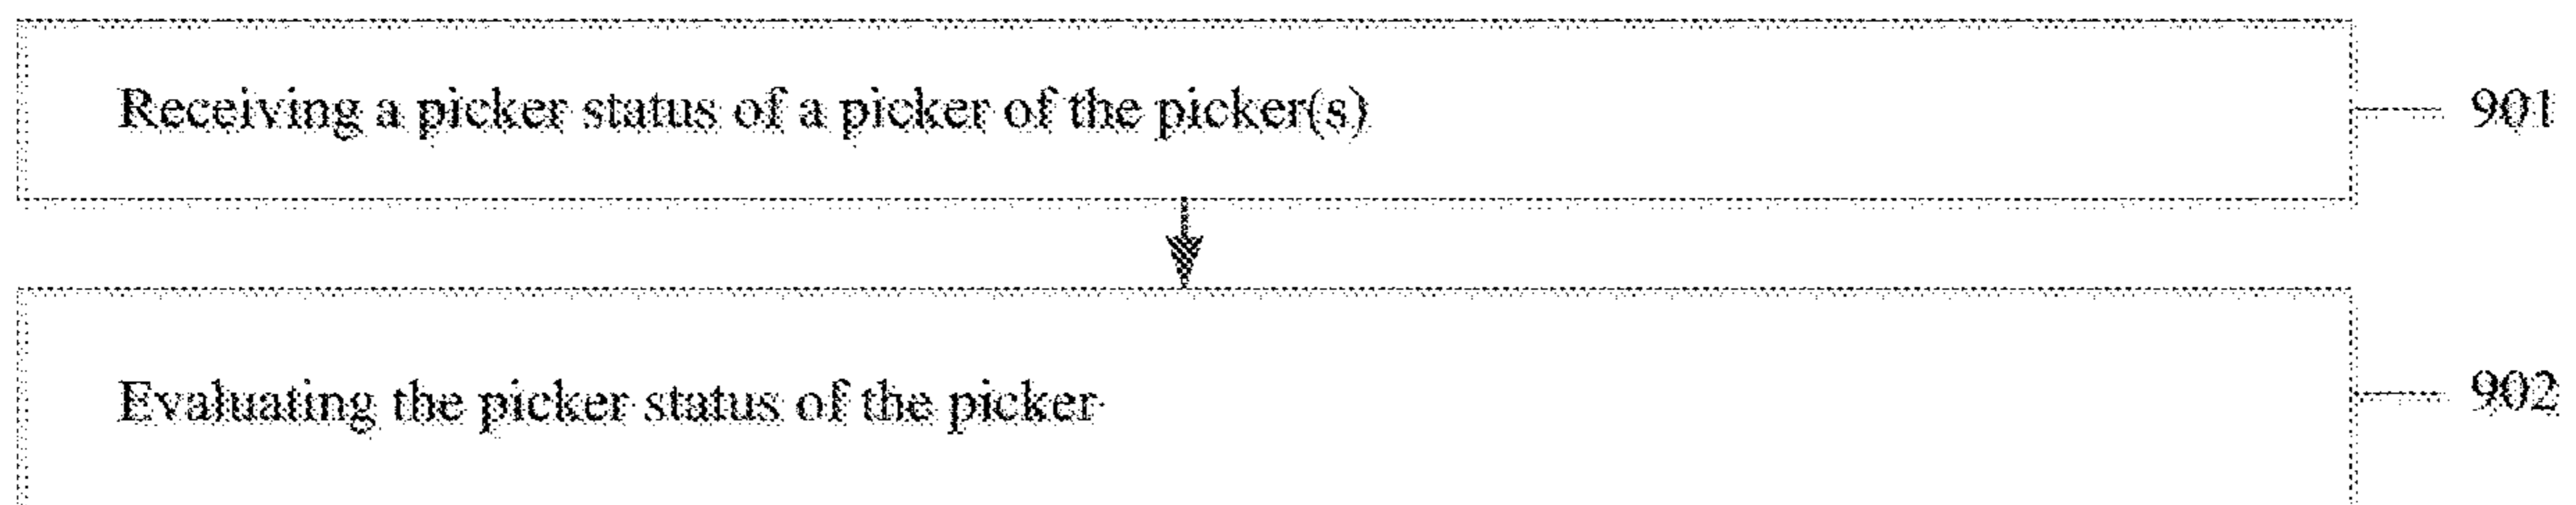 Receiving a picker status of a picker of the picker(s)
901
Evaluating the picker status of the picker
902